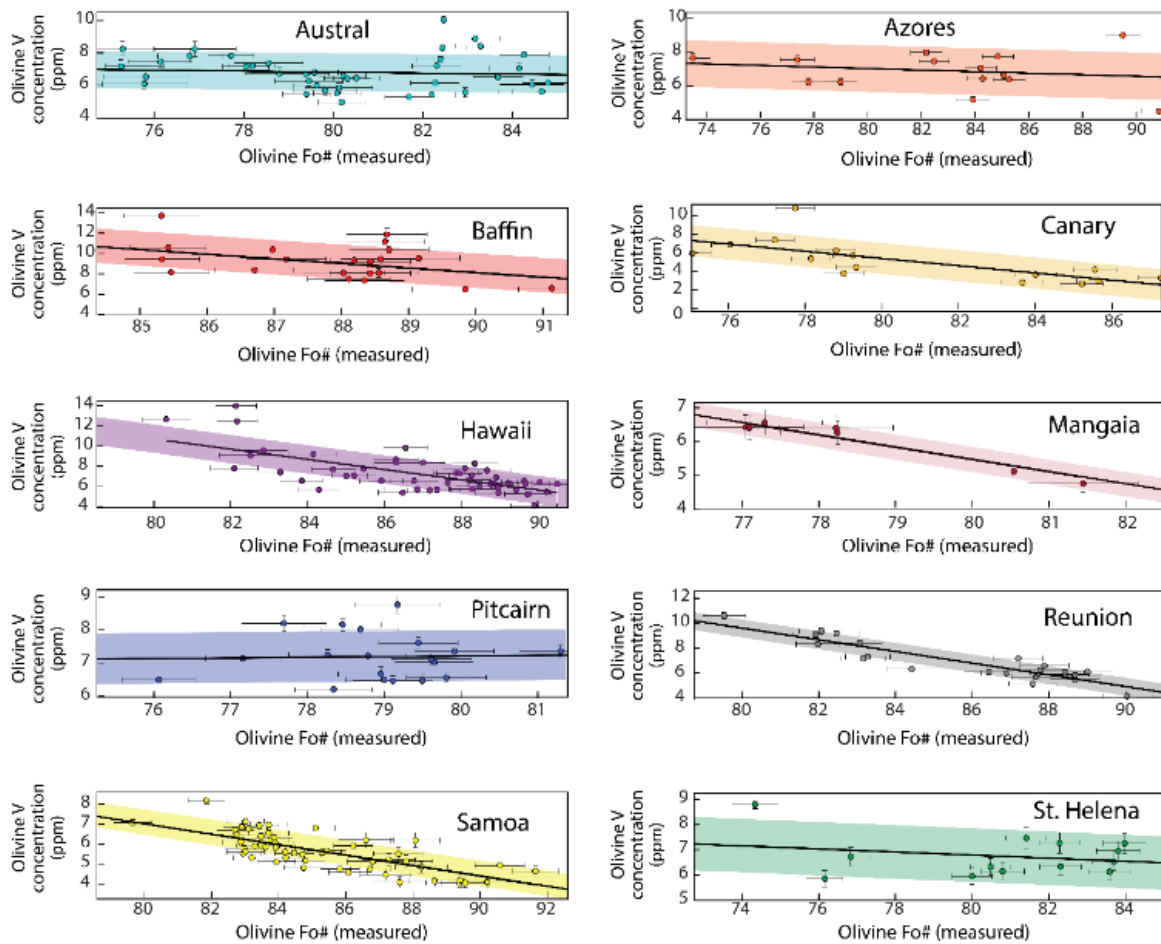 Austral
Olivine V
concentration
(ppm)
10
8
6
4
76
78
80
82
84
Olivine Fo# (measured)
Azores
Olivine V
concentration
(ppm)
10
8
6
4
74
76
78
80
82
84
86
88
90
Olivine Fo# (measured)
Baffin
Olivine V
concentration
(ppm)
14
12
10
8
6
4
85
86
87
88
89
90
91
Olivine Fo# (measured)
Canary
Olivine V
concentration
(ppm)
10
8
6
4
2
0
76
78
80
82
84
86
Olivine Fo# (measured)
Hawaii
Olivine V
concentration
(ppm)
14
12
10
8
6
4
80
82
84
86
88
90
Olivine Fo# (measured)
Mangaia
Olivine V
concentration
(ppm)
7
6
5
4
77
78
79
80
81
82
Olivine Fo# (measured)
Pitcairn
Olivine V
concentration
(ppm)
9
8
7
6
76
77
78
79
80
81
Olivine Fo# (measured)
Reunion
Olivine V
concentration
(ppm)
12
10
8
6
4
80
82
84
86
88
90
Olivine Fo# (measured)
Samoa
Olivine V
concentration
(ppm)
8
7
6
5
4
80
82
84
86
88
90
92
Olivine Fo# (measured)
St. Helena
Olivine V
concentration
(ppm)
9
8
7
6
5
74
76
78
80
82
84
Olivine Fo# (measured)